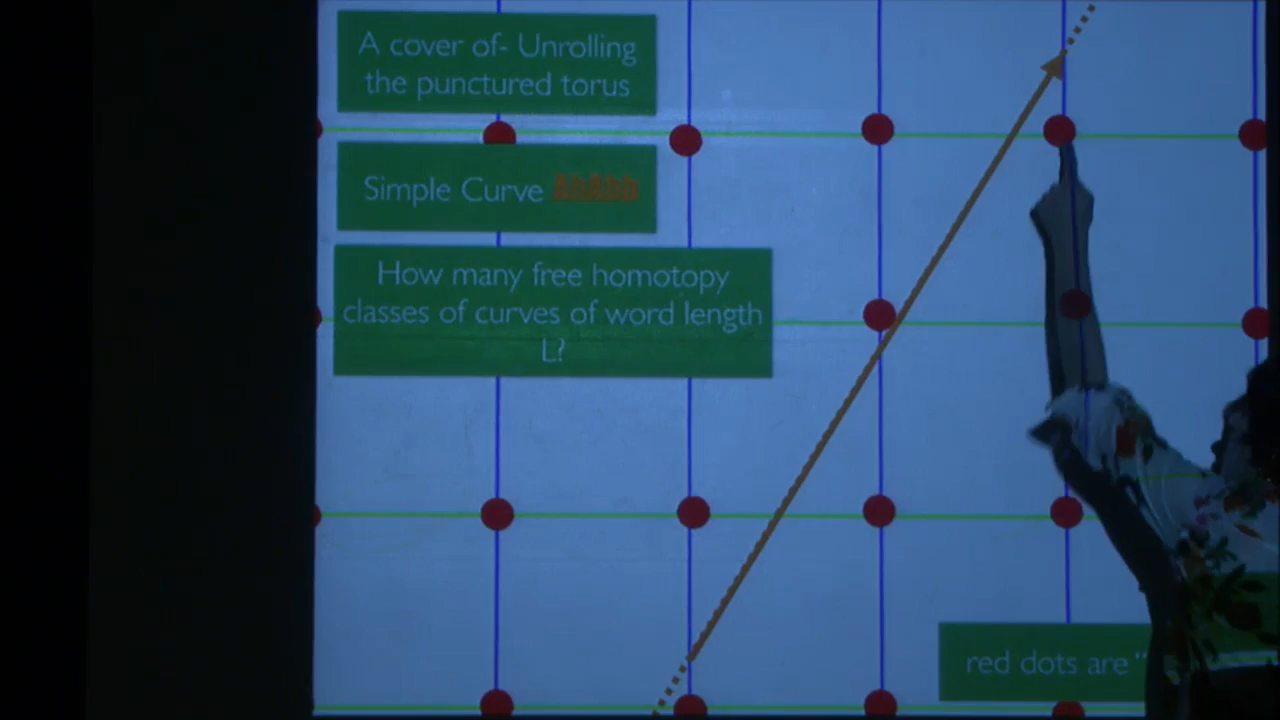 A cover of- Unrolling
the punctured torus
Simple Curve
How many free homotopy
classes of curves of word length
L?
red dots are "